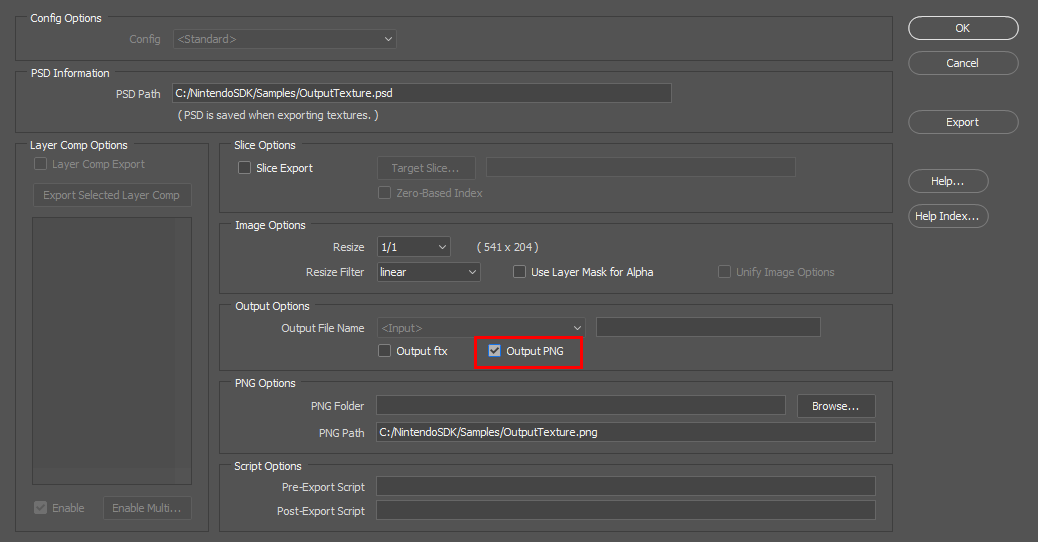 Config Options
Config <Standard>
OK
Cancel
PSD Information
PSD Path C:/NintendoSDK/Samples/OutputTexture.psd
( PSD is saved when exporting textures. )
Export
Layer Comp Options
Layer Comp Export
Export Selected Layer Comp
Enable Enable Multi...
Slice Options
Slice Export Target Slice...
Zero-Based Index
Help...
Help Index...
Image Options
Resize 1/1 ( 541 x 204 )
Resize Filter linear Use Layer Mask for Alpha Unify Image Options
Output Options
Output File Name <Input>
Output ftx Output PNG
PNG Options
PNG Folder Browse...
PNG Path C:/NintendoSDK/Samples/OutputTexture.png
Script Options
Pre-Export Script
Post-Export Script